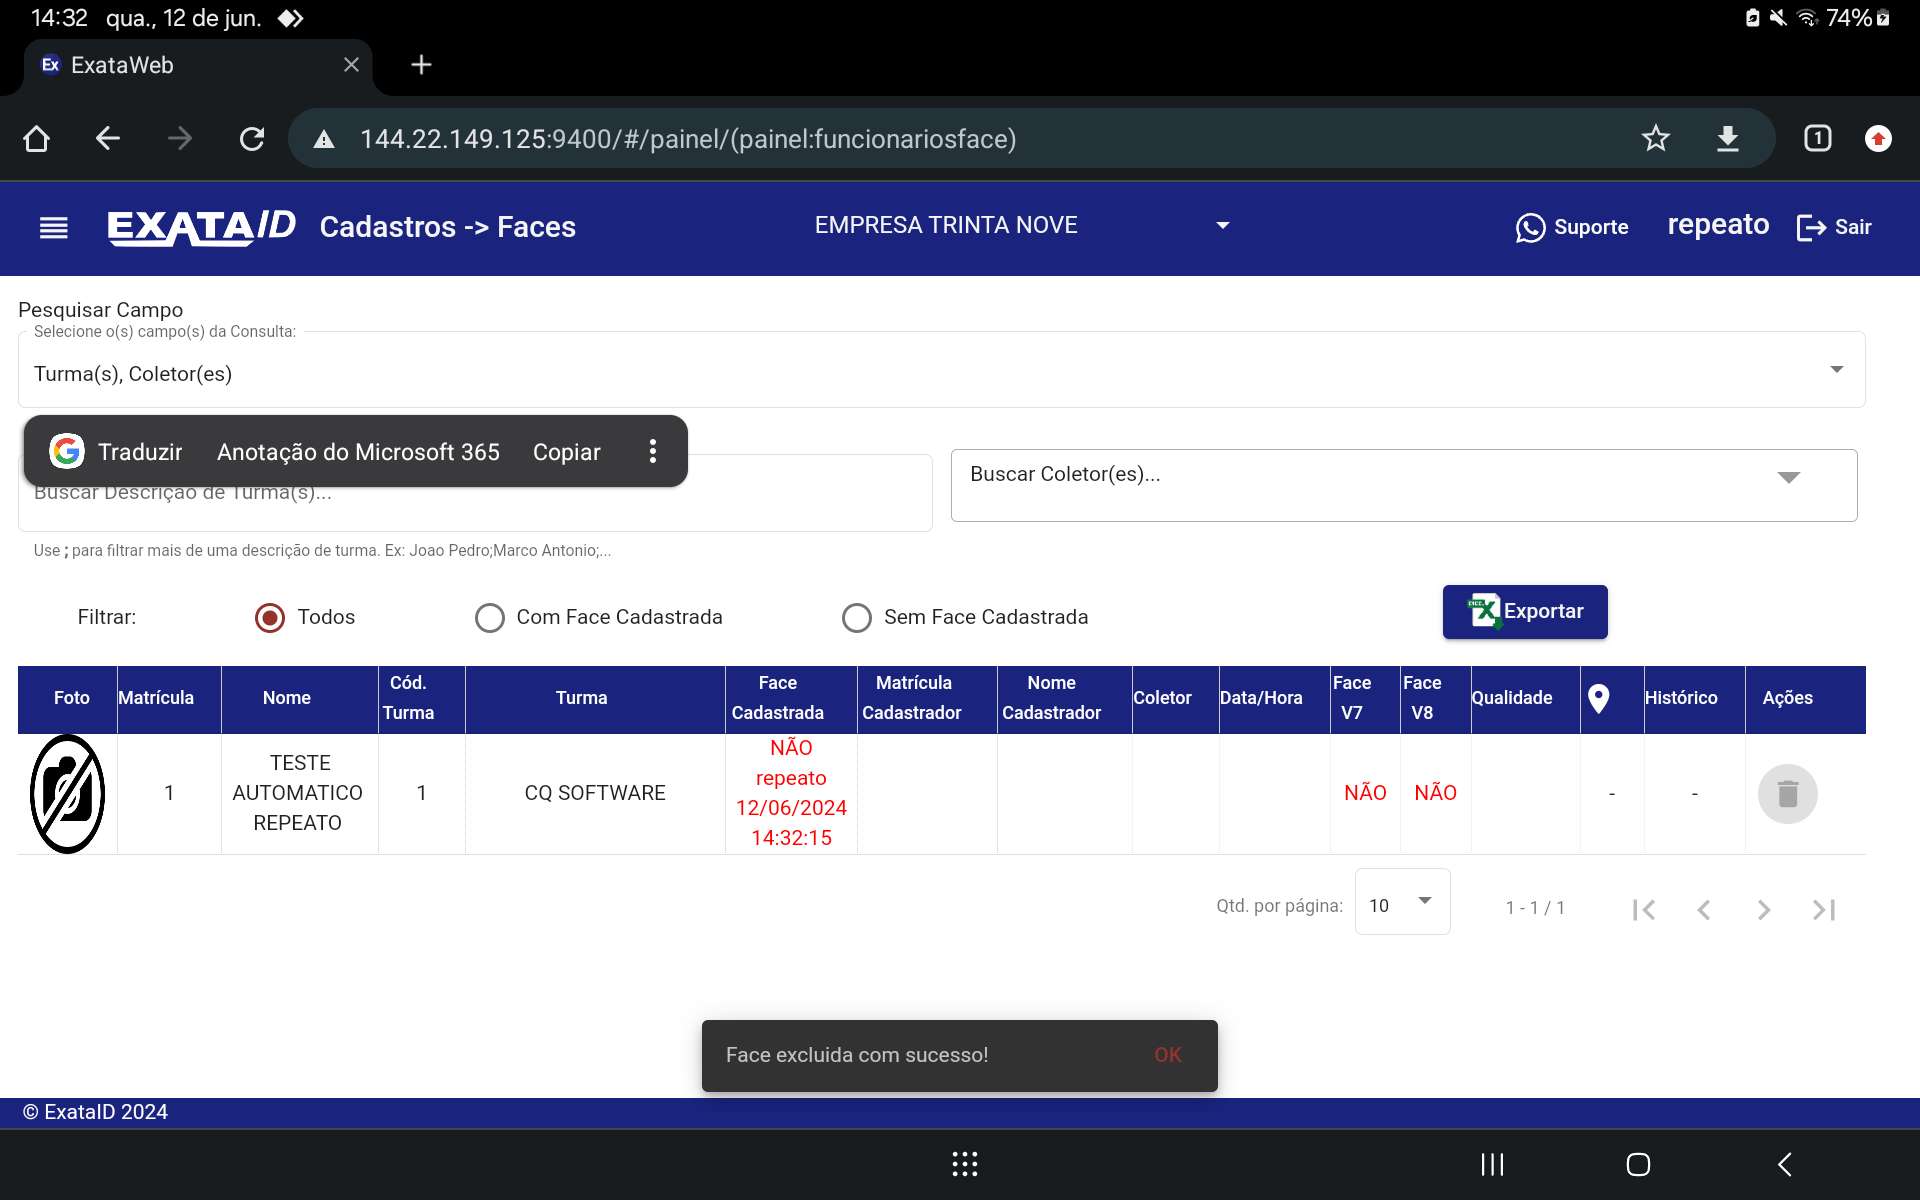 14:32 qua., 12 de jun. 74%
Ex ExataWeb
144.22.149.125:9400/#/painel/(painel:funcionariosface) 1
EXATAID Cadastros -> Faces EMPRESA TRINTA NOVE Suporte repeato Sair
Pesquisar Campo
Selecione o(s) campo(s) da Consulta:
Turma(s), Coletor(es)
Traduzir Anotação do Microsoft 365 Copiar
Buscar Descrição de Turma(s)... Buscar Coletor(es)...
Use ; para filtrar mais de uma descrição de turma. Ex: Joao Pedro;Marco Antonio;...
Filtrar: Todos Com Face Cadastrada Sem Face Cadastrada Exportar
Foto Matrícula Nome Cód. Turma Turma Face Cadastrada Matrícula Cadastrador Nome Cadastrador Coletor Data/Hora Face V7 Face V8 Qualidade Histórico Ações
1 TESTE AUTOMATICO REPEATO 1 CQ SOFTWARE NÃO repeato 12/06/2024 14:32:15 NÃO NÃO - -
Qtd. por página: 10 1 - 1 / 1
Face excluida com sucesso! OK
© ExataID 2024